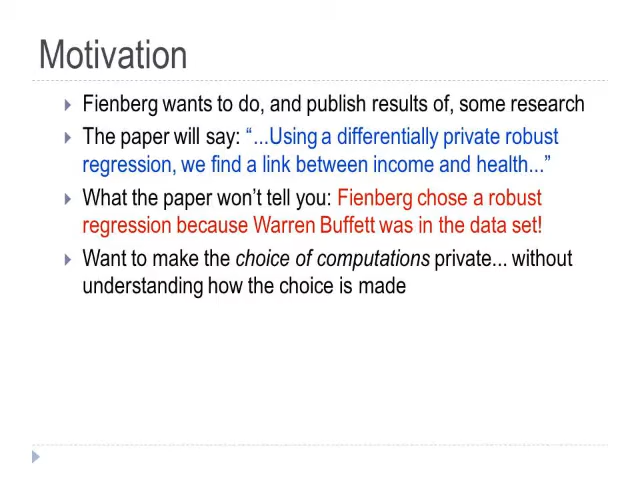 Motivation
Fienberg wants to do, and publish results of, some research
The paper will say: “...Using a differentially private robust
regression, we find a link between income and health...”
What the paper won’t tell you: Fienberg chose a robust
regression because Warren Buffett was in the data set!
Want to make the choice of computations private... without
understanding how the choice is made